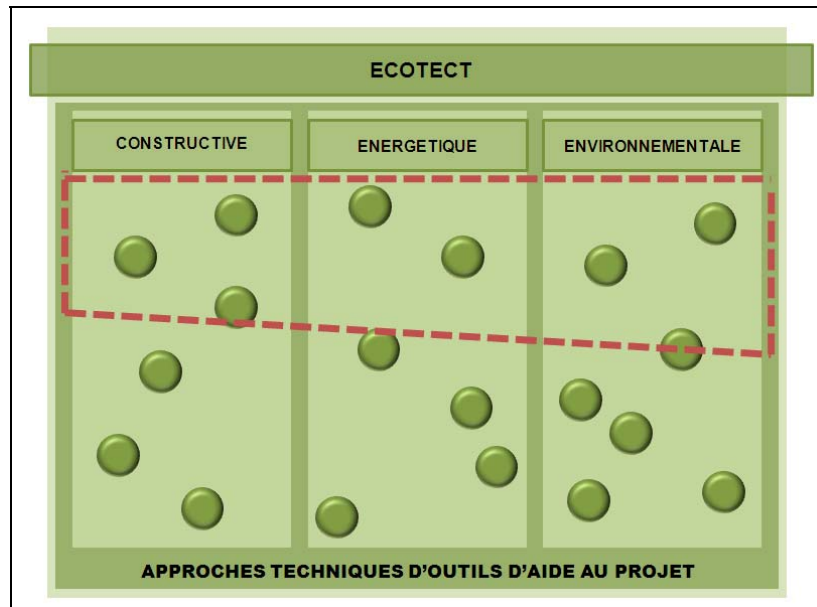 ECOTECT
CONSTRUCTIVE
ENERGETIQUE
ENVIRONNEMENTALE
APPROCHES TECHNIQUES D'OUTILS D'AIDE AU PROJET